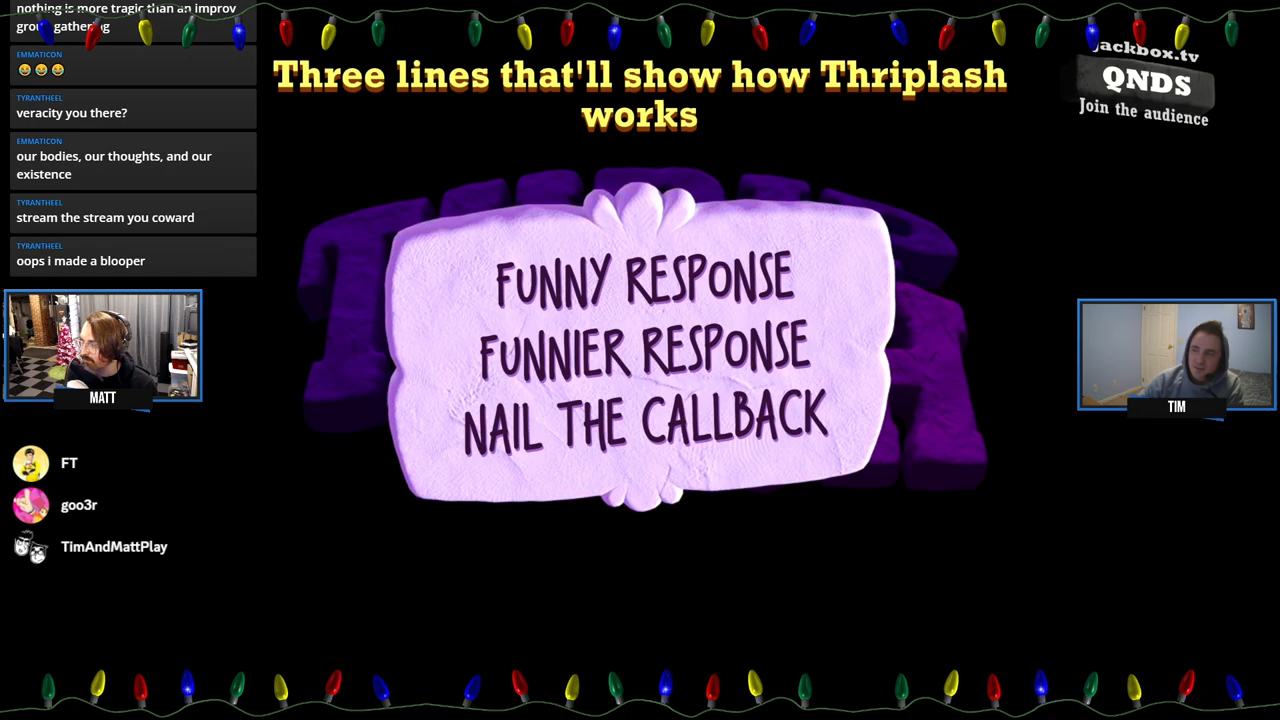 nothing is more tragic than an improv
group gathering
EMMATICON
TYRANTHEEL
veracity you there?
EMMATICON
our bodies, our thoughts, and our
existence
TYRANTHEEL
stream the stream you coward
TYRANTHEEL
oops i made a blooper
MATT
FT
goo3r
TimAndMattPlay
Three lines that'll show how Thriplash
works
FUNNY RESPONSE
FUNNIER RESPONSE
NAIL THE CALLBACK
jackbox.tv
QNDS
Join the audience
TIM